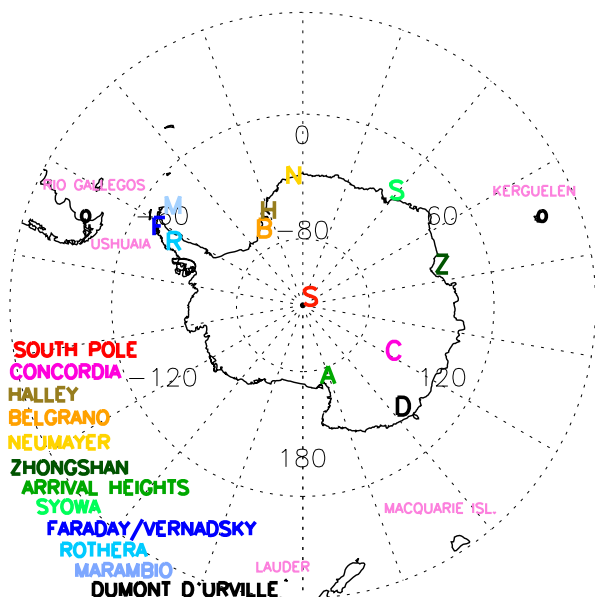 0
N
RIO GALLEGOS
KERGUELEN
S
M
H
-60
60
F
B
-80
R
USHUAIA
Z
S
SOUTH POLE
C
CONCORDIA
A
-120
120
HALLEY
D
BELGRANO
NEUMAYER
180
ZHONGSHAN
ARRIVAL HEIGHTS
SYOWA
MACQUARIE ISL.
FARADAY/VERNADSKY
ROTHERA
MARAMBIO
LAUDER
DUMONT D'URVILLE